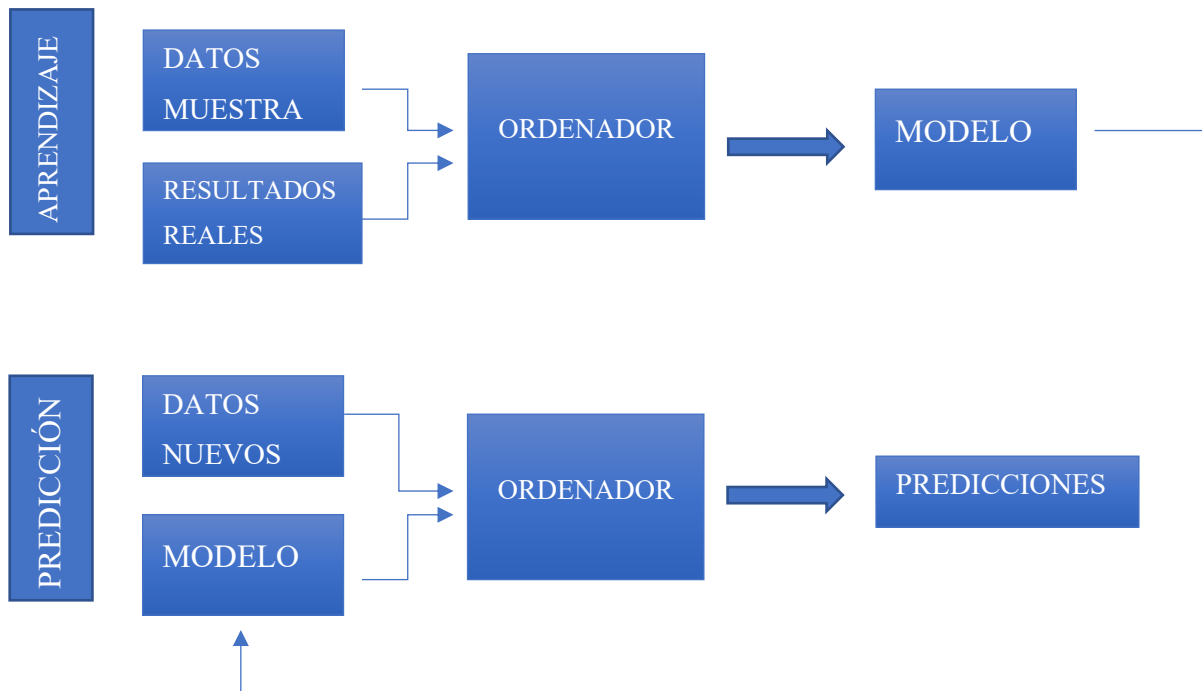 APRENDIZAJE
DATOS
MUESTRA
RESULTADOS
REALES
ORDENADOR
MODELO
PREDICCIÓN
DATOS
NUEVOS
MODELO
ORDENADOR
PREDICCIONES